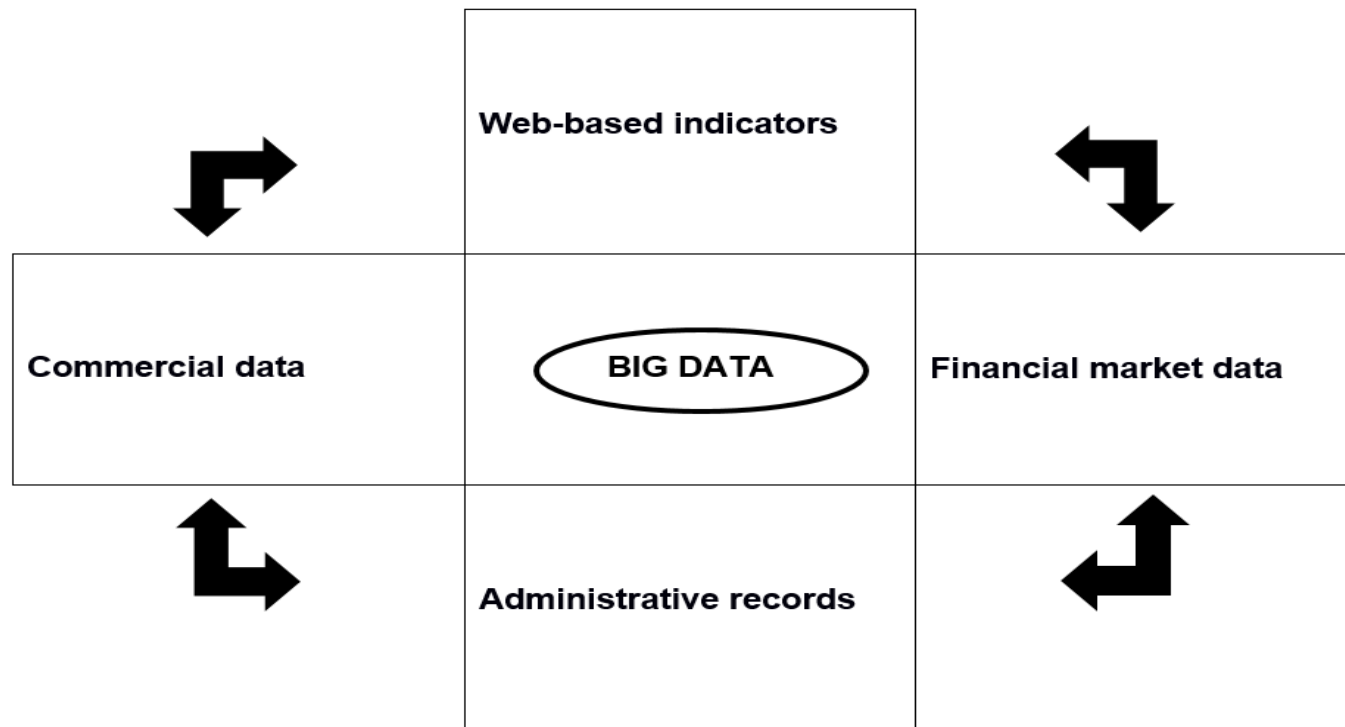 Web-based indicators
Commercial data
BIG DATA
Financial market data
Administrative records